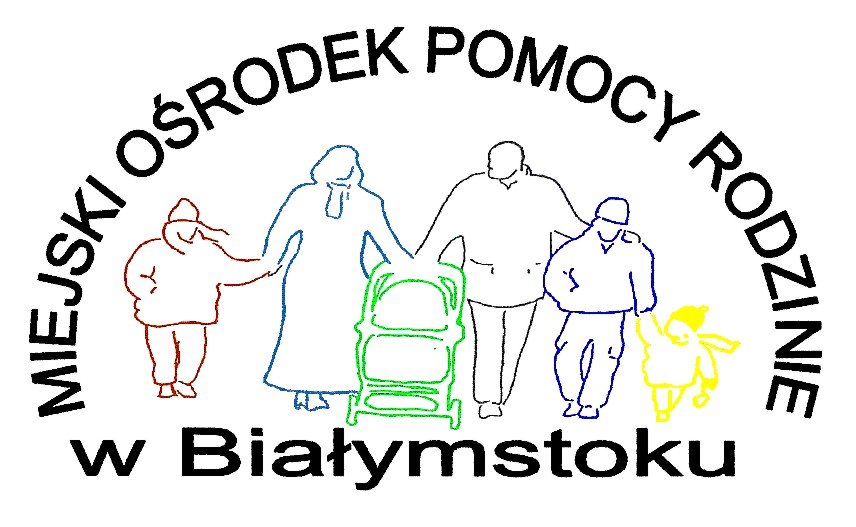 MIEJSKI OŚRODEK POMOCY RODZINIE
w Białymstoku